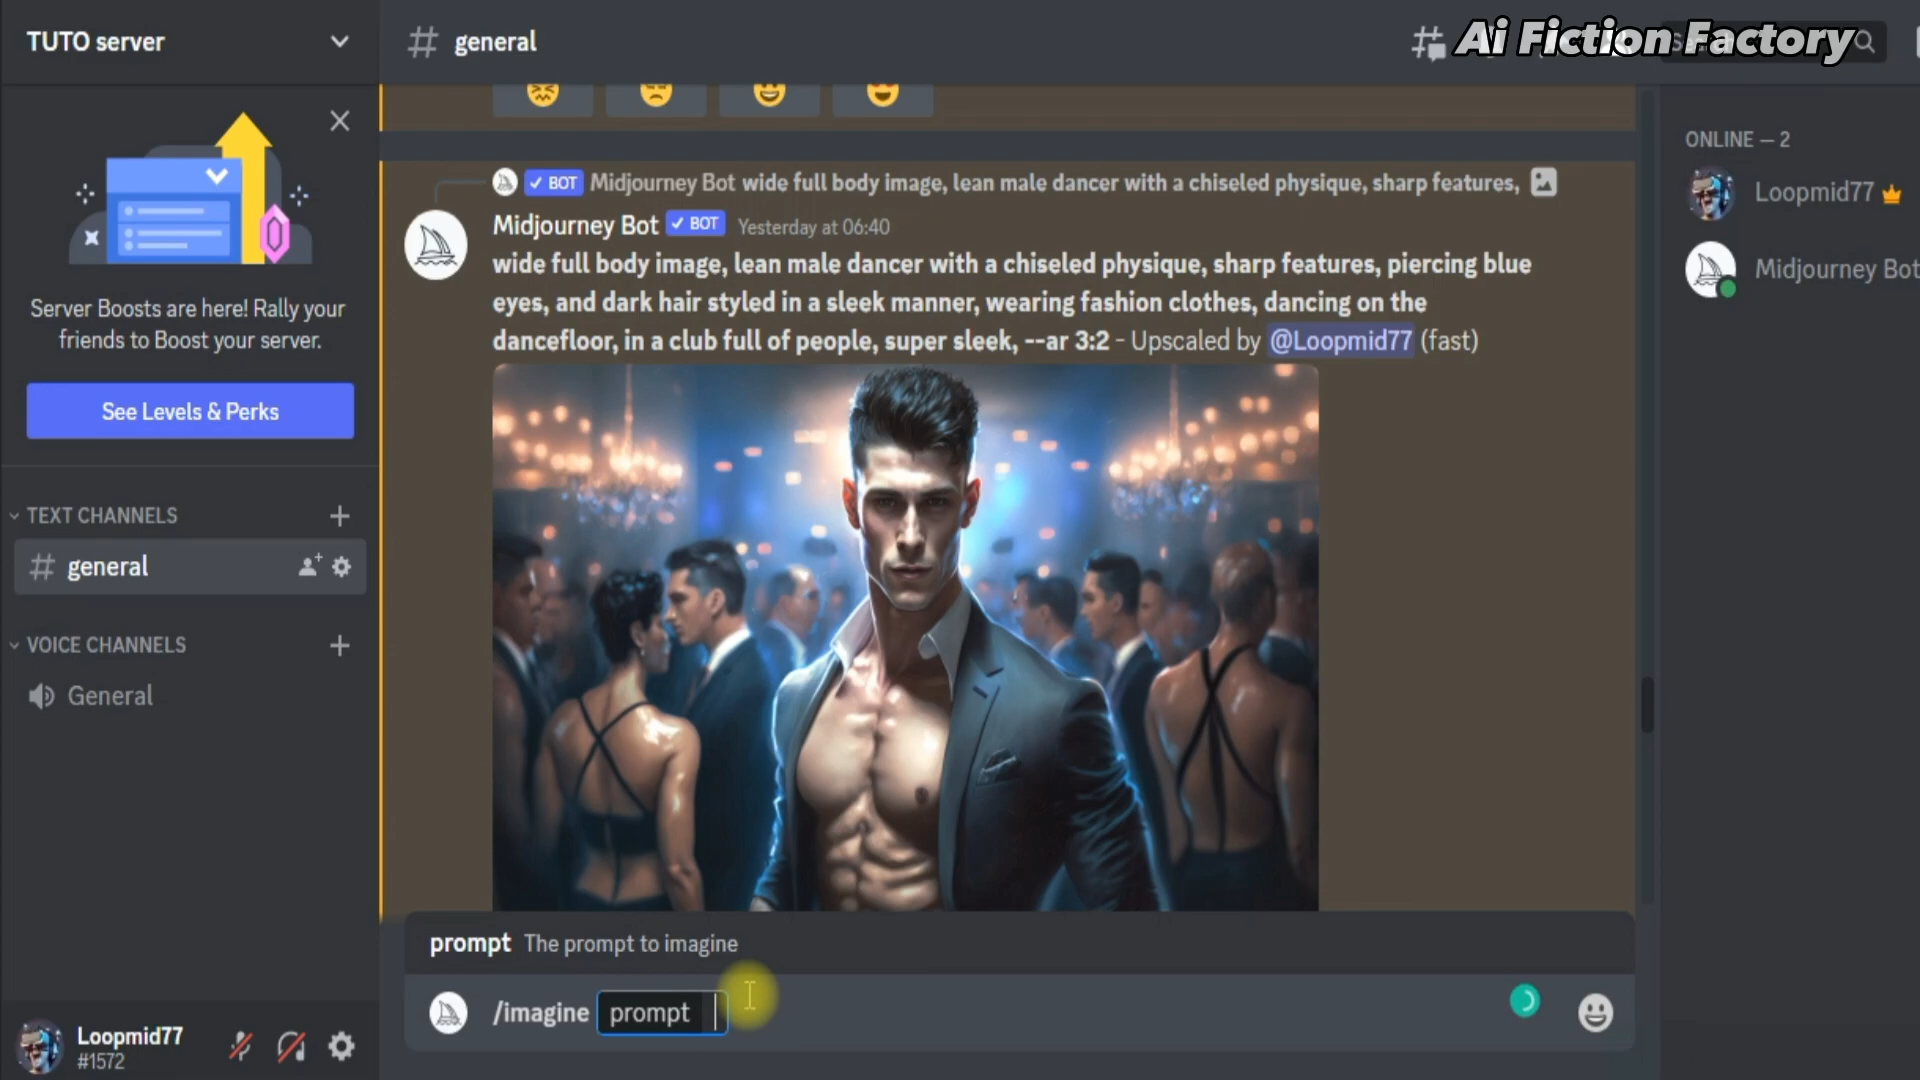 TUTO server
general
Ai Fiction Factory
Server Boosts are here! Rally your
friends to Boost your server.
See Levels & Perks
TEXT CHANNELS
general
VOICE CHANNELS
General
Loopmid77
#1572
BOT Midjourney Bot wide full body image, lean male dancer with a chiseled physique, sharp features,
Midjourney Bot BOT Yesterday at 06:40
wide full body image, lean male dancer with a chiseled physique, sharp features, piercing blue
eyes, and dark hair styled in a sleek manner, wearing fashion clothes, dancing on the
dancefloor, in a club full of people, super sleek, --ar 3:2 - Upscaled by @Loopmid77 (fast)
prompt The prompt to imagine
/imagine prompt
ONLINE — 2
Loopmid77
Midjourney Bot